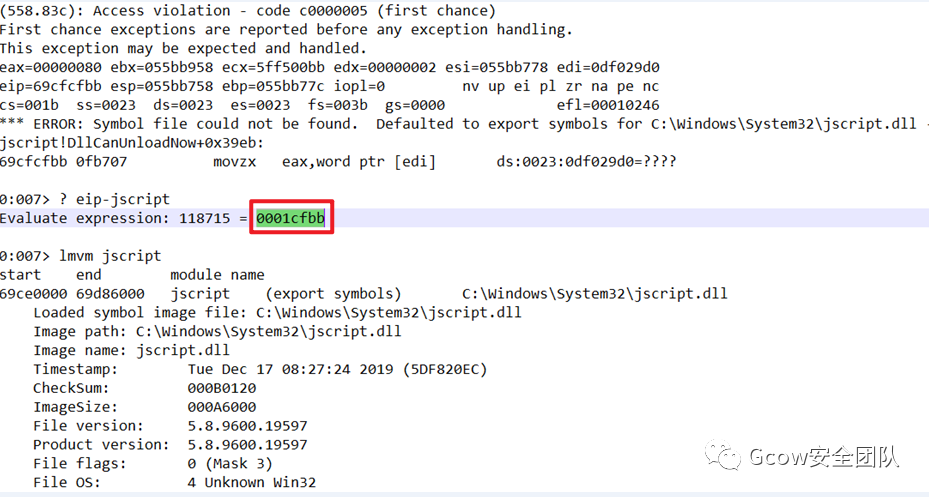 (558.83c): Access violation - code c0000005 (first chance)
First chance exceptions are reported before any exception handling.
This exception may be expected and handled.
eax=00000080 ebx=055bb958 ecx=5ff500bb edx=00000002 esi=055bb778 edi=0df029d0
eip=69cfcfbb esp=055bb758 ebp=055bb77c iopl=0 nv up ei pl zr na pe nc
cs=001b ss=0023 ds=0023 es=0023 fs=003b gs=0000 efl=00010246
*** ERROR: Symbol file could not be found. Defaulted to export symbols for C:\Windows\System32\jscript.dll -
jscript!DllCanUnloadNow+0x39eb:
69cfcfbb 0fb707 movzx eax,word ptr [edi] ds:0023:0df029d0=????
0:007> ? eip-jscript
Evaluate expression: 118715 = 0001cfbb
0:007> lmvm jscript
start end module name
69ce0000 69d86000 jscript (export symbols) C:\Windows\System32\jscript.dll
Loaded symbol image file: C:\Windows\System32\jscript.dll
Image path: C:\Windows\System32\jscript.dll
Image name: jscript.dll
Timestamp: Tue Dec 17 08:27:24 2019 (5DF820EC)
CheckSum: 000B0120
ImageSize: 000A6000
File version: 5.8.9600.19597
Product version: 5.8.9600.19597
File flags: 0 (Mask 3)
File OS: 4 Unknown Win32
Gcow安全团队